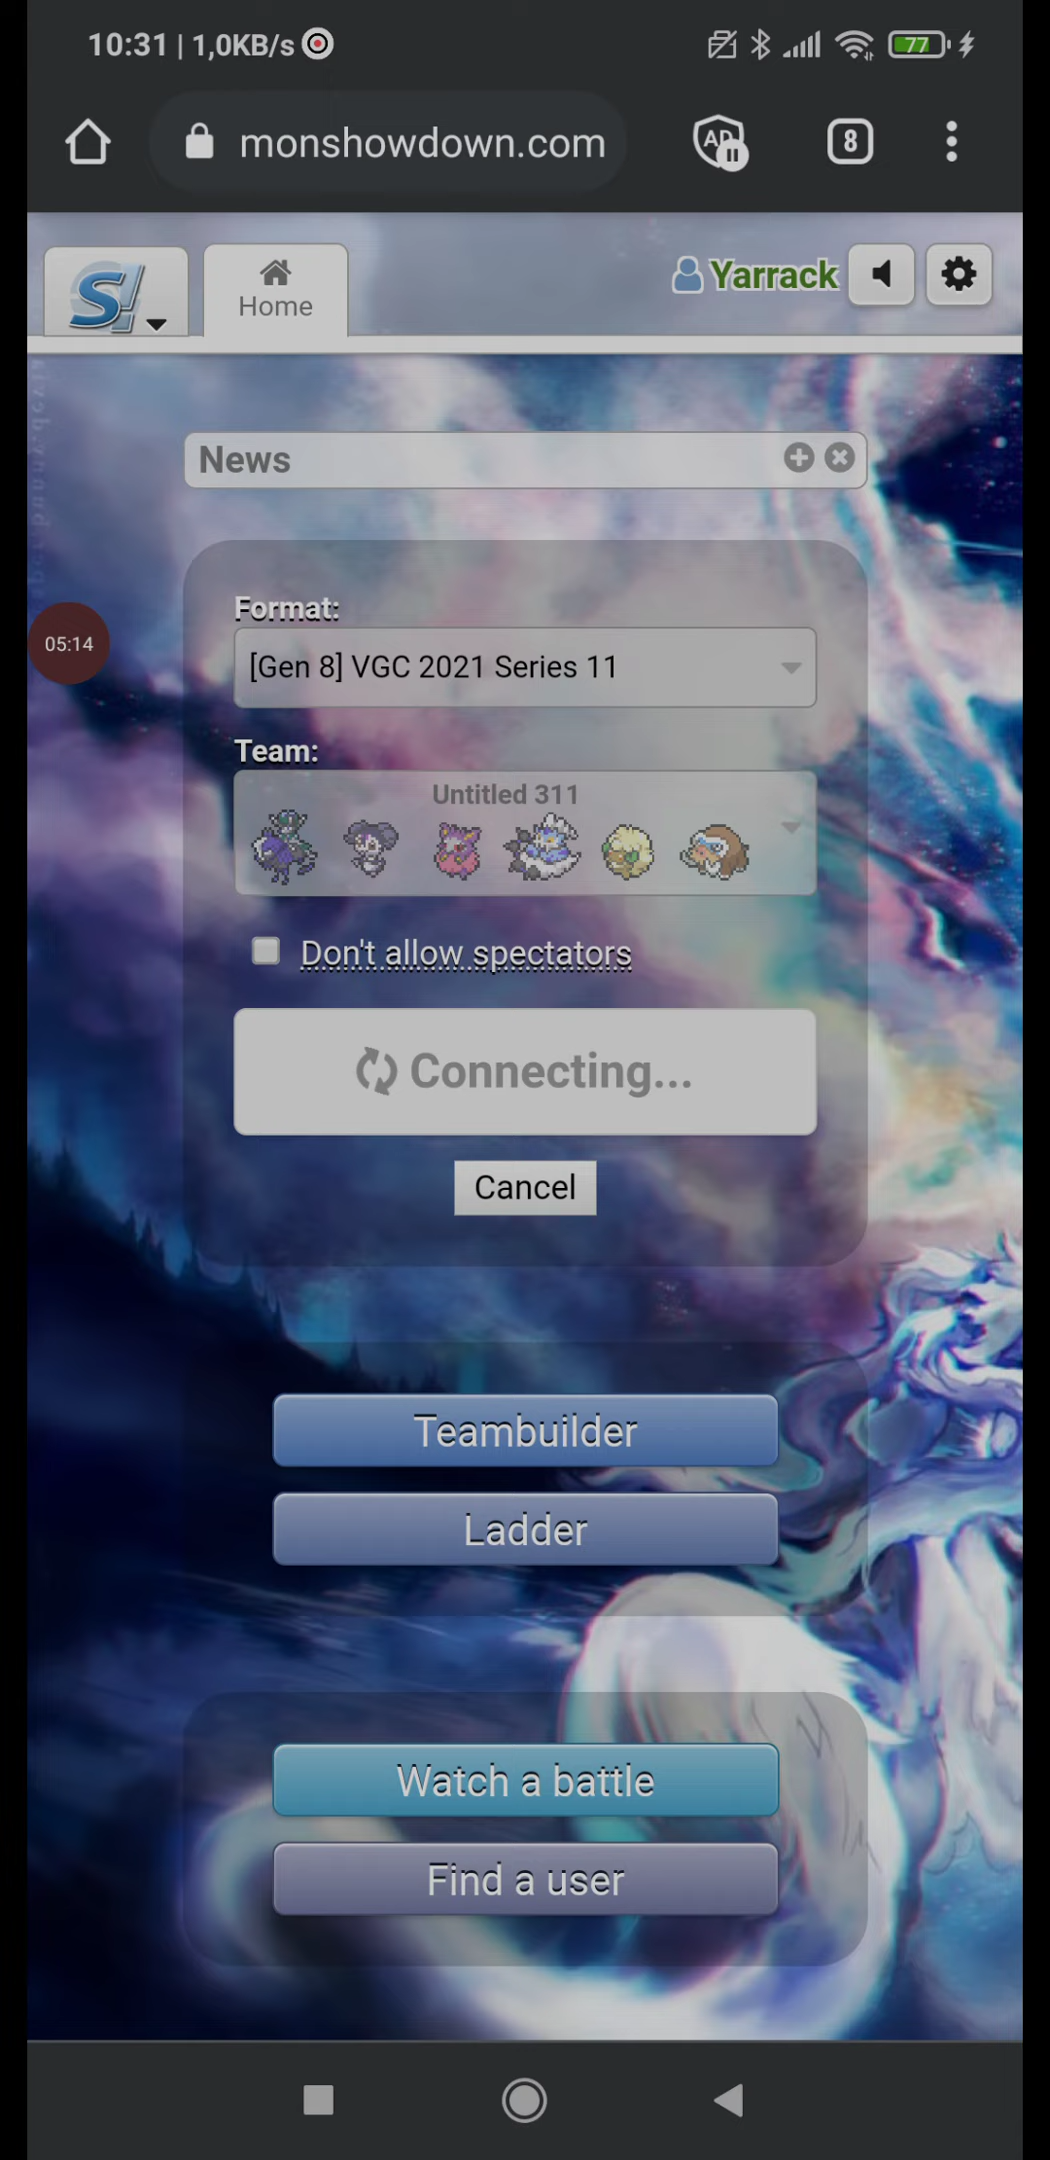 10:31 | 1,0KB/s
77
monshowdown.com
AD
8
S!
Home
Yarrack
News
05:14
Format:
[Gen 8] VGC 2021 Series 11
Team:
Untitled 311
Don't allow spectators
Connecting...
Cancel
Teambuilder
Ladder
Watch a battle
Find a user